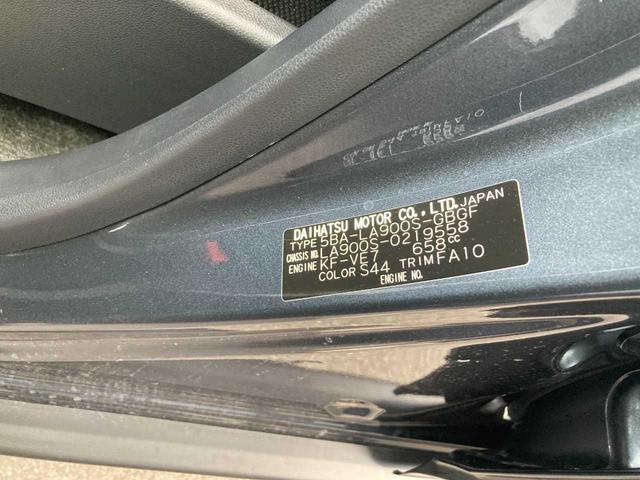 DAIHATSU MOTOR CO., LTD. JAPAN
TYPE 5BA-LA900S-GBGF
CHASSIS NO. LA900S-0219558
ENGINE KF-VE7 658cc
COLOR S44 TRIM FA10
ENGINE NO.